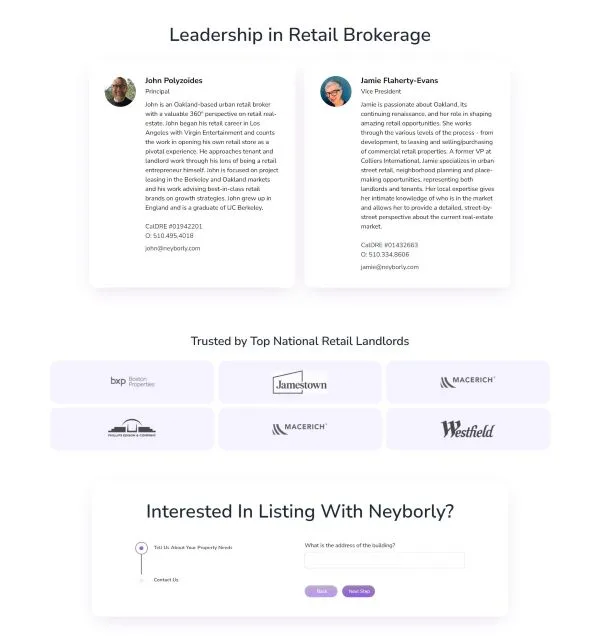 Leadership in Retail Brokerage
John Polyzoides
Principal
John is an Oakland-based urban retail broker
with a valuable 360° perspective on retail real-
estate. John began his retail career in Los
Angeles with Virgin Entertainment and counts
the work in opening his own retail store as a
pivotal experience. He approaches tenant and
landlord work through his lens of being a retail
entrepreneur himself. John is focused on project
leasing in the Berkeley and Oakland markets
and his work advising best-in-class retail
brands on growth strategies. John grew up in
England and is a graduate of UC Berkeley.
CalDRE #01942201
O: 510.495.4018
john@neyborly.com
Jamie Flaherty-Evans
Vice President
Jamie is passionate about Oakland, its
continuing renaissance, and her role in shaping
amazing retail opportunities. She works
through the various levels of the process - from
development, to leasing and selling/purchasing
of commercial retail properties. A former VP at
Colliers International, Jamie specializes in urban
street retail, neighborhood planning and place-
making opportunities, representing both
landlords and tenants. Her local expertise gives
her intimate knowledge of who is in the market
and allows her to provide a detailed, street-by-
street perspective about the current real-estate
market.
CalDRE #01432663
O: 510.334.8606
jamie@neyborly.com
Trusted by Top National Retail Landlords
bxp Boston
Properties
Jamestown
MACERICH
PHILLIPS EDISON & COMPANY
MACERICH
Westfield
Interested In Listing With Neyborly?
Tell Us About Your Property Needs
Contact Us
What is the address of the building?
Back
Next Step